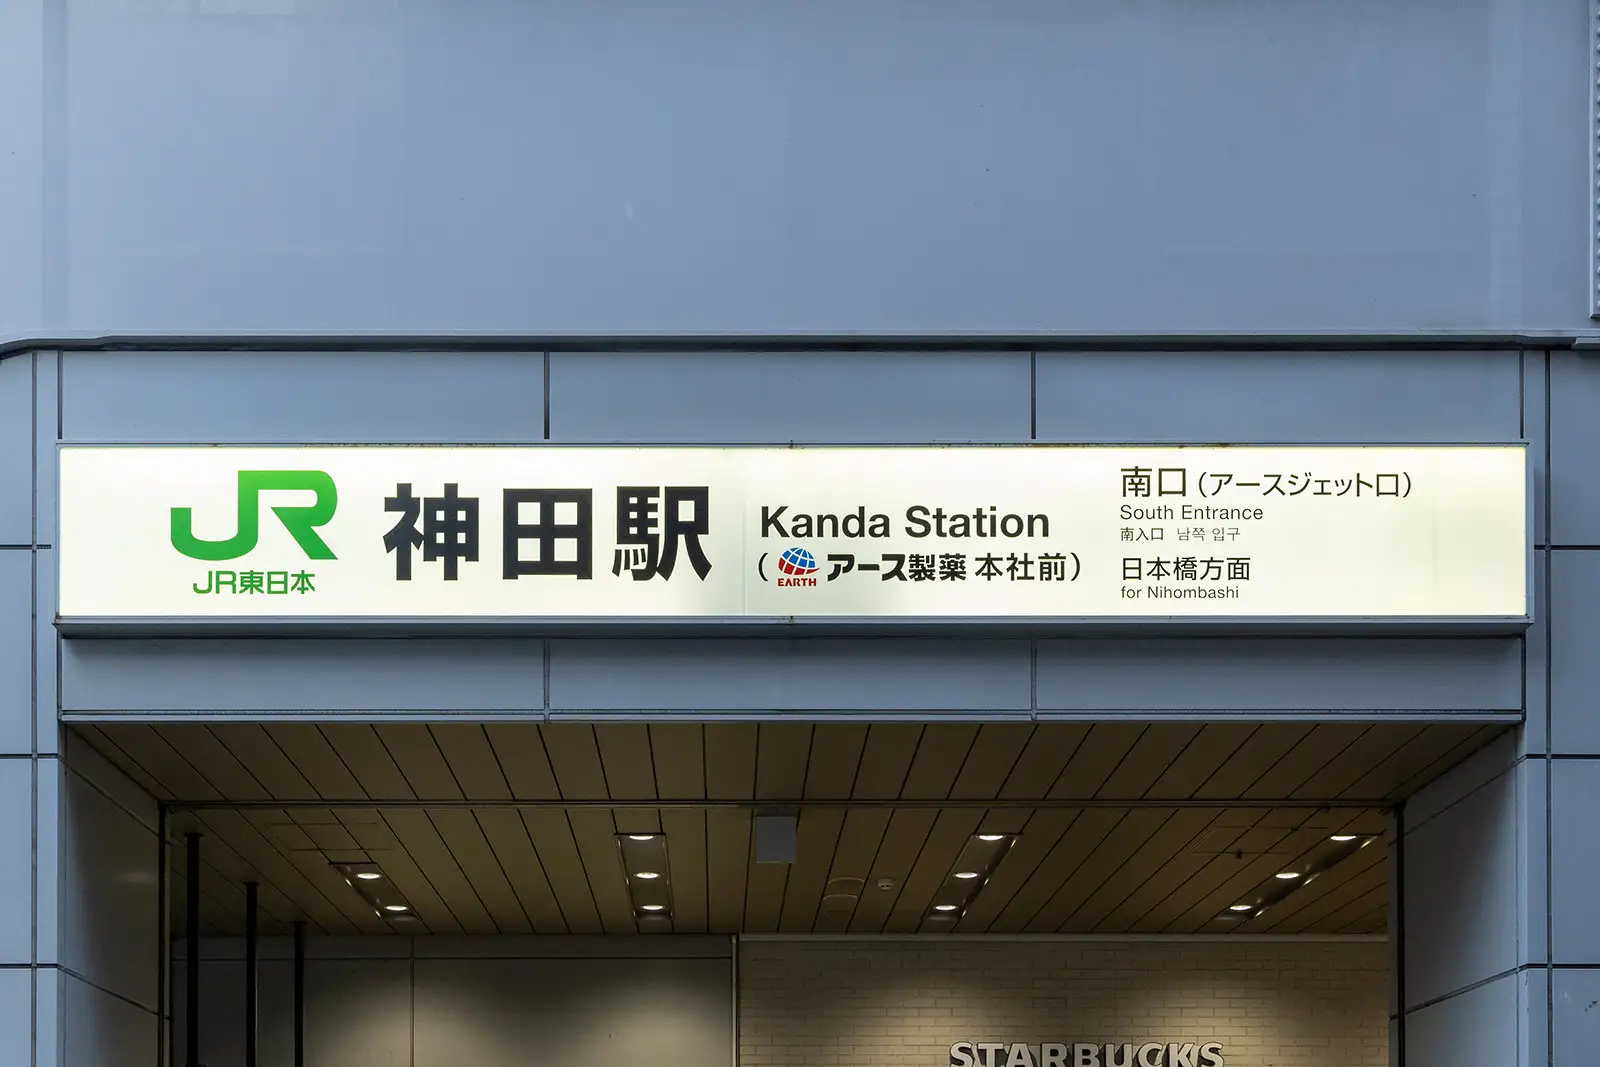 JR
JR東日本
神田駅
Kanda Station
(EARTH アース製薬 本社前)
南口(アースジェット口)
South Entrance
南入口 남쪽 입구
日本橋方面
for Nihombashi
STARBUCKS